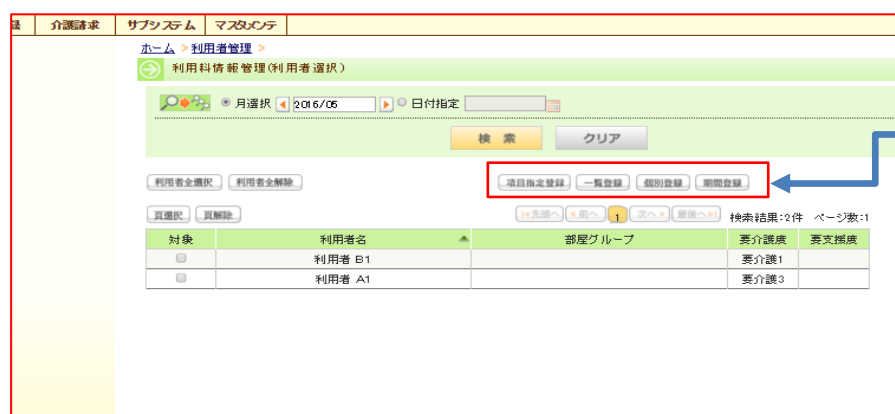 録 介護請求 サブシステム マスタメンテ
ホーム > 利用者管理 >
利用料情報管理(利用者選択)
月選択 2016/05 日付指定
検 索 クリア
利用者全選択 利用者全解除 項目指定登録 一覧登録 個別登録 期間登録
頁選択 頁解除 先頭へ 前へ 1 次へ 最後へ 検索結果:2件 ページ数:1
対象 利用者名 部屋グループ 要介護度 要支援度
利用者 B1 要介護1
利用者 A1 要介護3